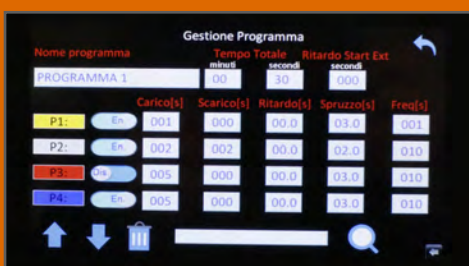 Gestione Programma
Nome programma Tempo Totale Ritardo Start Ext
minuti secondi secondi
PROGRAMMA 1 00 30 000
Carico[s] Scarico[s] Ritardo[s] Spruzzo[s] Freq[s]
P1: En. 001 000 00.0 03.0 001
P2: En. 002 002 00.0 02.0 010
P3: Dis. 005 000 00.0 03.0 010
P4: En. 005 000 00.0 03.0 010